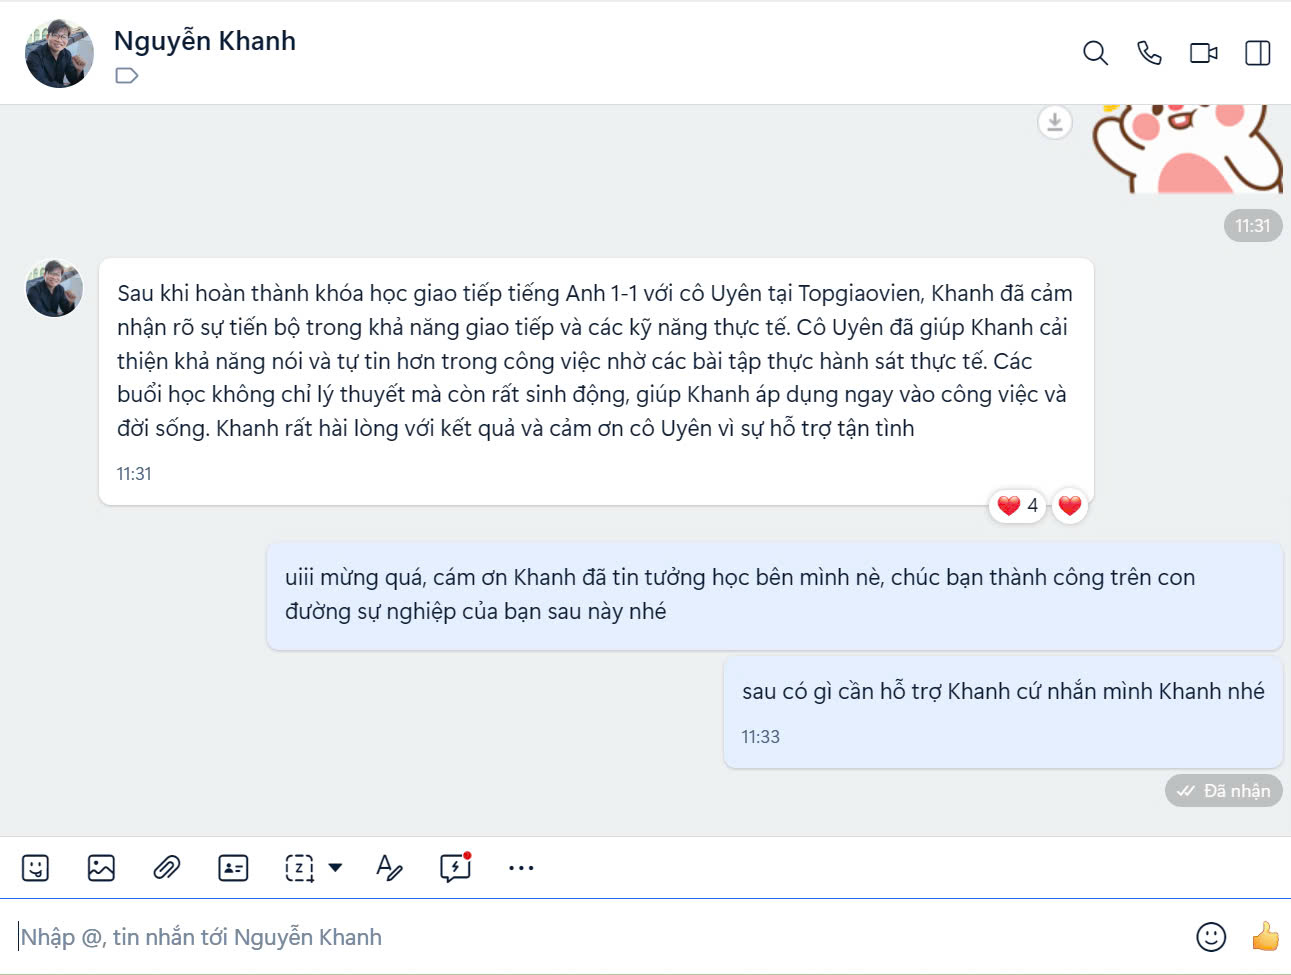 Nguyễn Khanh
11:31
Sau khi hoàn thành khóa học giao tiếp tiếng Anh 1-1 với cô Uyên tại Topgiaovien, Khanh đã cảm
nhận rõ sự tiến bộ trong khả năng giao tiếp và các kỹ năng thực tế. Cô Uyên đã giúp Khanh cải
thiện khả năng nói và tự tin hơn trong công việc nhờ các bài tập thực hành sát thực tế. Các
buổi học không chỉ lý thuyết mà còn rất sinh động, giúp Khanh áp dụng ngay vào công việc và
đời sống. Khanh rất hài lòng với kết quả và cảm ơn cô Uyên vì sự hỗ trợ tận tình
11:31
4
uiii mừng quá, cám ơn Khanh đã tin tưởng học bên mình nè, chúc bạn thành công trên con
đường sự nghiệp của bạn sau này nhé
sau có gì cần hỗ trợ Khanh cứ nhắn mình Khanh nhé
11:33
Đã nhận
Nhập @, tin nhắn tới Nguyễn Khanh